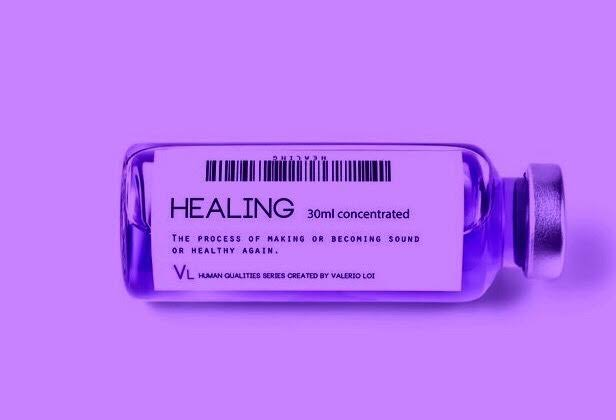 HEALING
HEALING 30ml concentrated
THE PROCESS OF MAKING OR BECOMING SOUND
OR HEALTHY AGAIN.
VL HUMAN QUALITIES SERIES CREATED BY VALERIO LOI